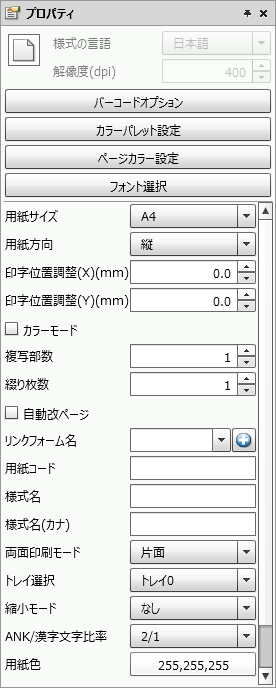 プロパティ
様式の言語 日本語
解像度(dpi) 400
バーコードオプション
カラーパレット設定
ページカラー設定
フォント選択
用紙サイズ A4
用紙方向 縦
印字位置調整(X)(mm) 0.0
印字位置調整(Y)(mm) 0.0
カラーモード
複写部数 1
綴り枚数 1
自動改ページ
リンクフォーム名
用紙コード
様式名
様式名(カナ)
両面印刷モード 片面
トレイ選択 トレイ0
縮小モード なし
ANK/漢字文字比率 2/1
用紙色 255,255,255